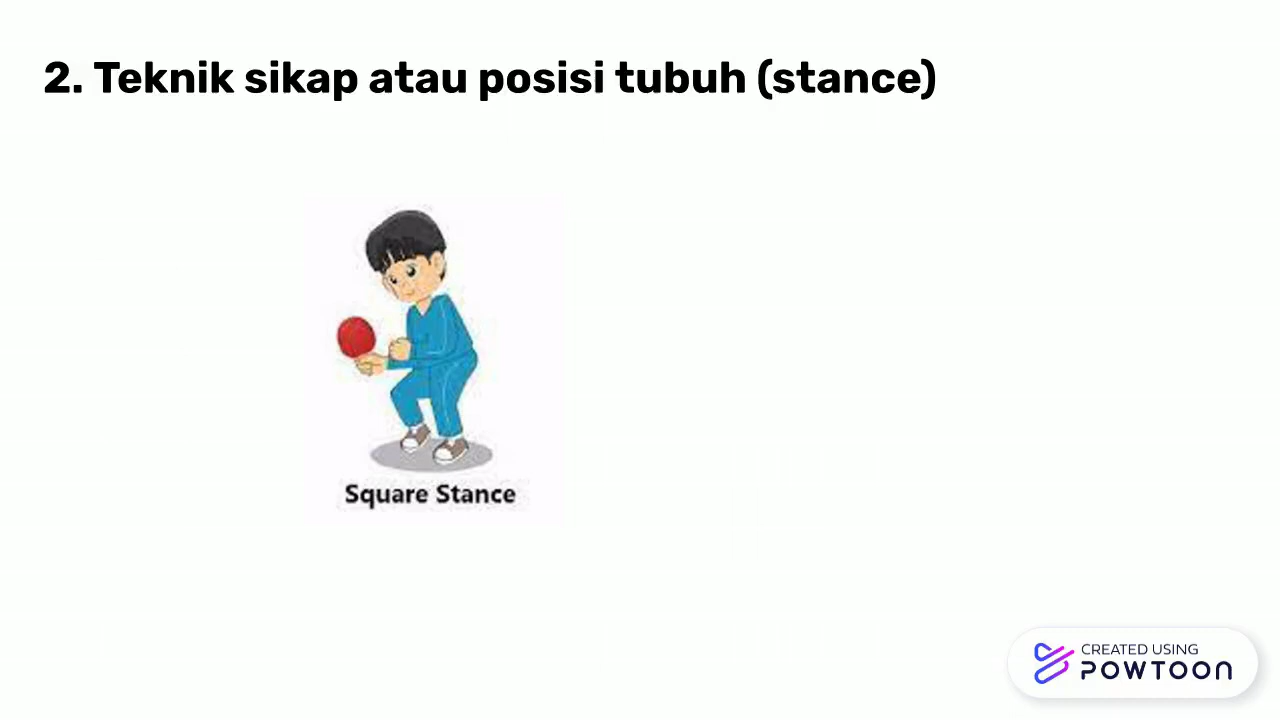 2. Teknik sikap atau posisi tubuh (stance)
Square Stance
CREATED USING
POWTOON